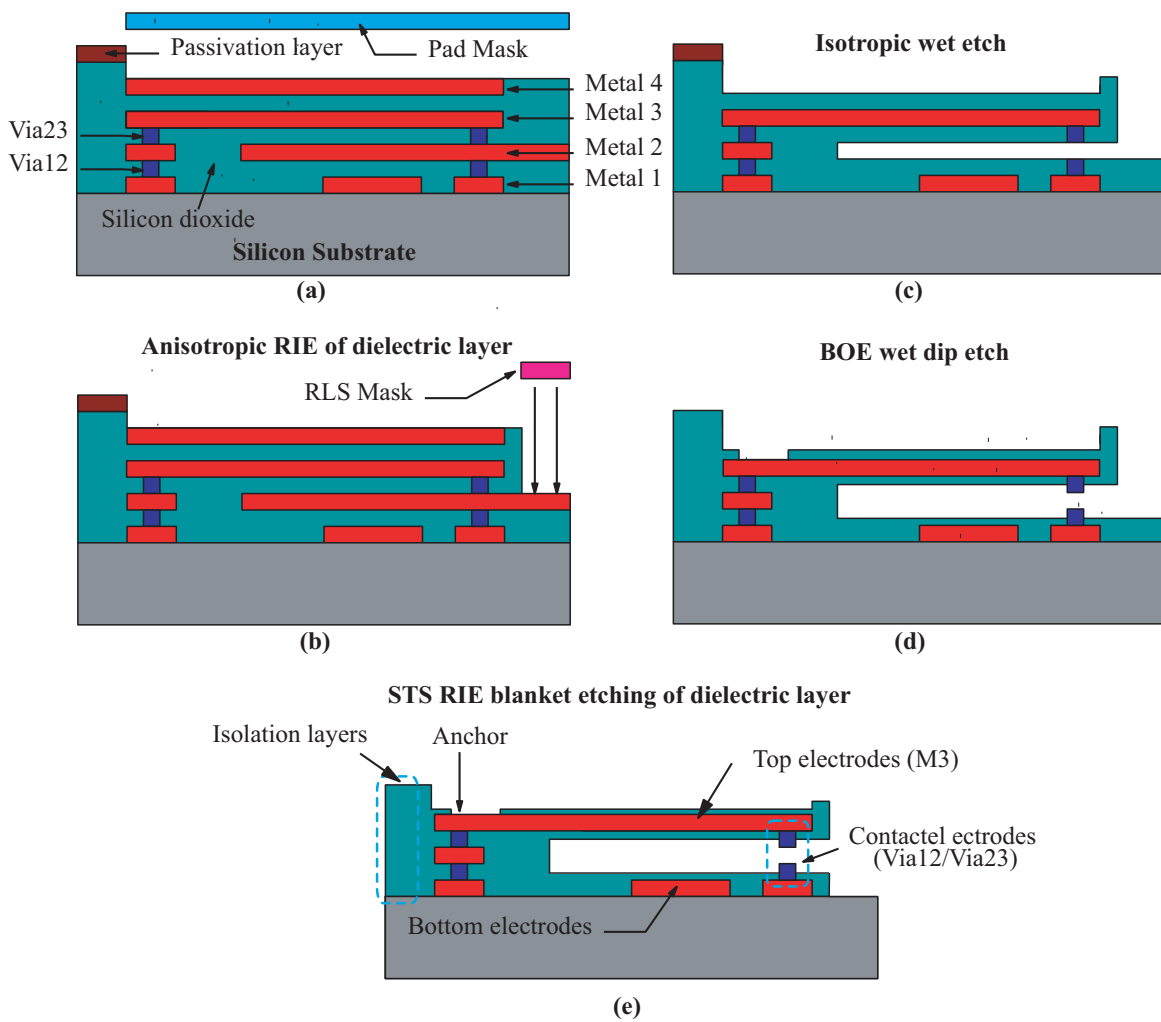 Passivation layer
Pad Mask
Metal 4
Metal 3
Via23
Metal 2
Via12
Metal 1
Silicon dioxide
Silicon Substrate
(a)
Isotropic wet etch
(c)
Anisotropic RIE of dielectric layer
RLS Mask
(b)
BOE wet dip etch
(d)
STS RIE blanket etching of dielectric layer
Isolation layers
Anchor
Top electrodes (M3)
Contactel ectrodes
(Via12/Via23)
Bottom electrodes
(e)